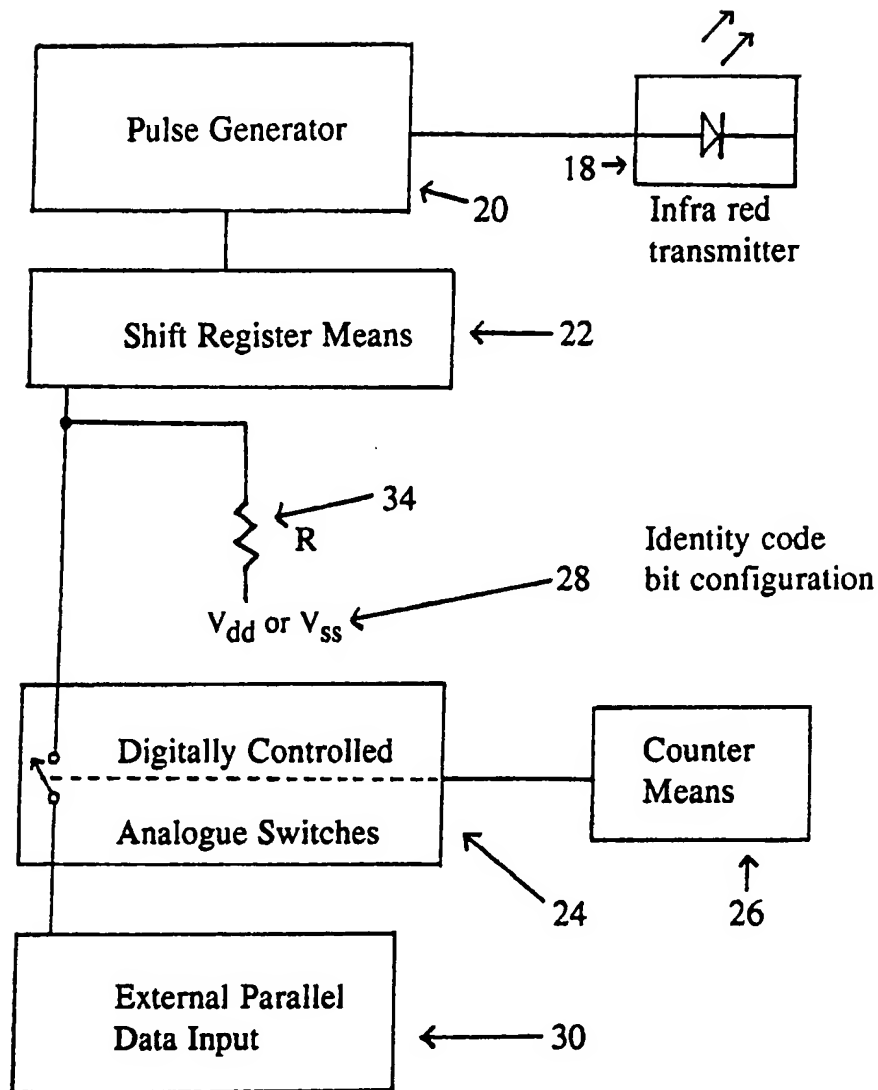 Pulse Generator
18
20
Infra red
transmitter
Shift Register Means
22
34
R
Identity code
bit configuration
28
Vdd or Vss
Digitally Controlled
Analogue Switches
Counter
Means
24
26
External Parallel
Data Input
30